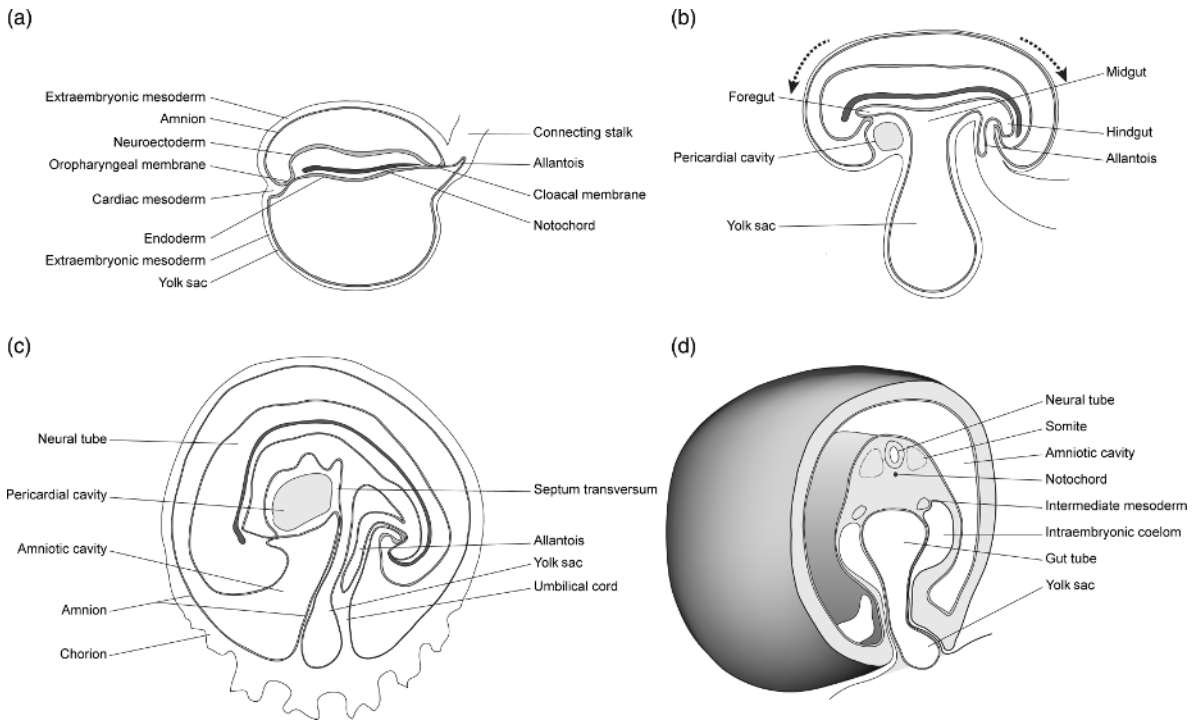 (a)
Extraembryonic mesoderm
Amnion
Neuroectoderm
Oropharyngeal membrane
Cardiac mesoderm
Endoderm
Extraembryonic mesoderm
Yolk sac
Connecting stalk
Allantois
Cloacal membrane
Notochord
(b)
Foregut
Pericardial cavity
Yolk sac
Midgut
Hindgut
Allantois
(c)
Neural tube
Pericardial cavity
Amniotic cavity
Amnion
Chorion
Septum transversum
Allantois
Yolk sac
Umbilical cord
(d)
Neural tube
Somite
Amniotic cavity
Notochord
Intermediate mesoderm
Intraembryonic coelom
Gut tube
Yolk sac